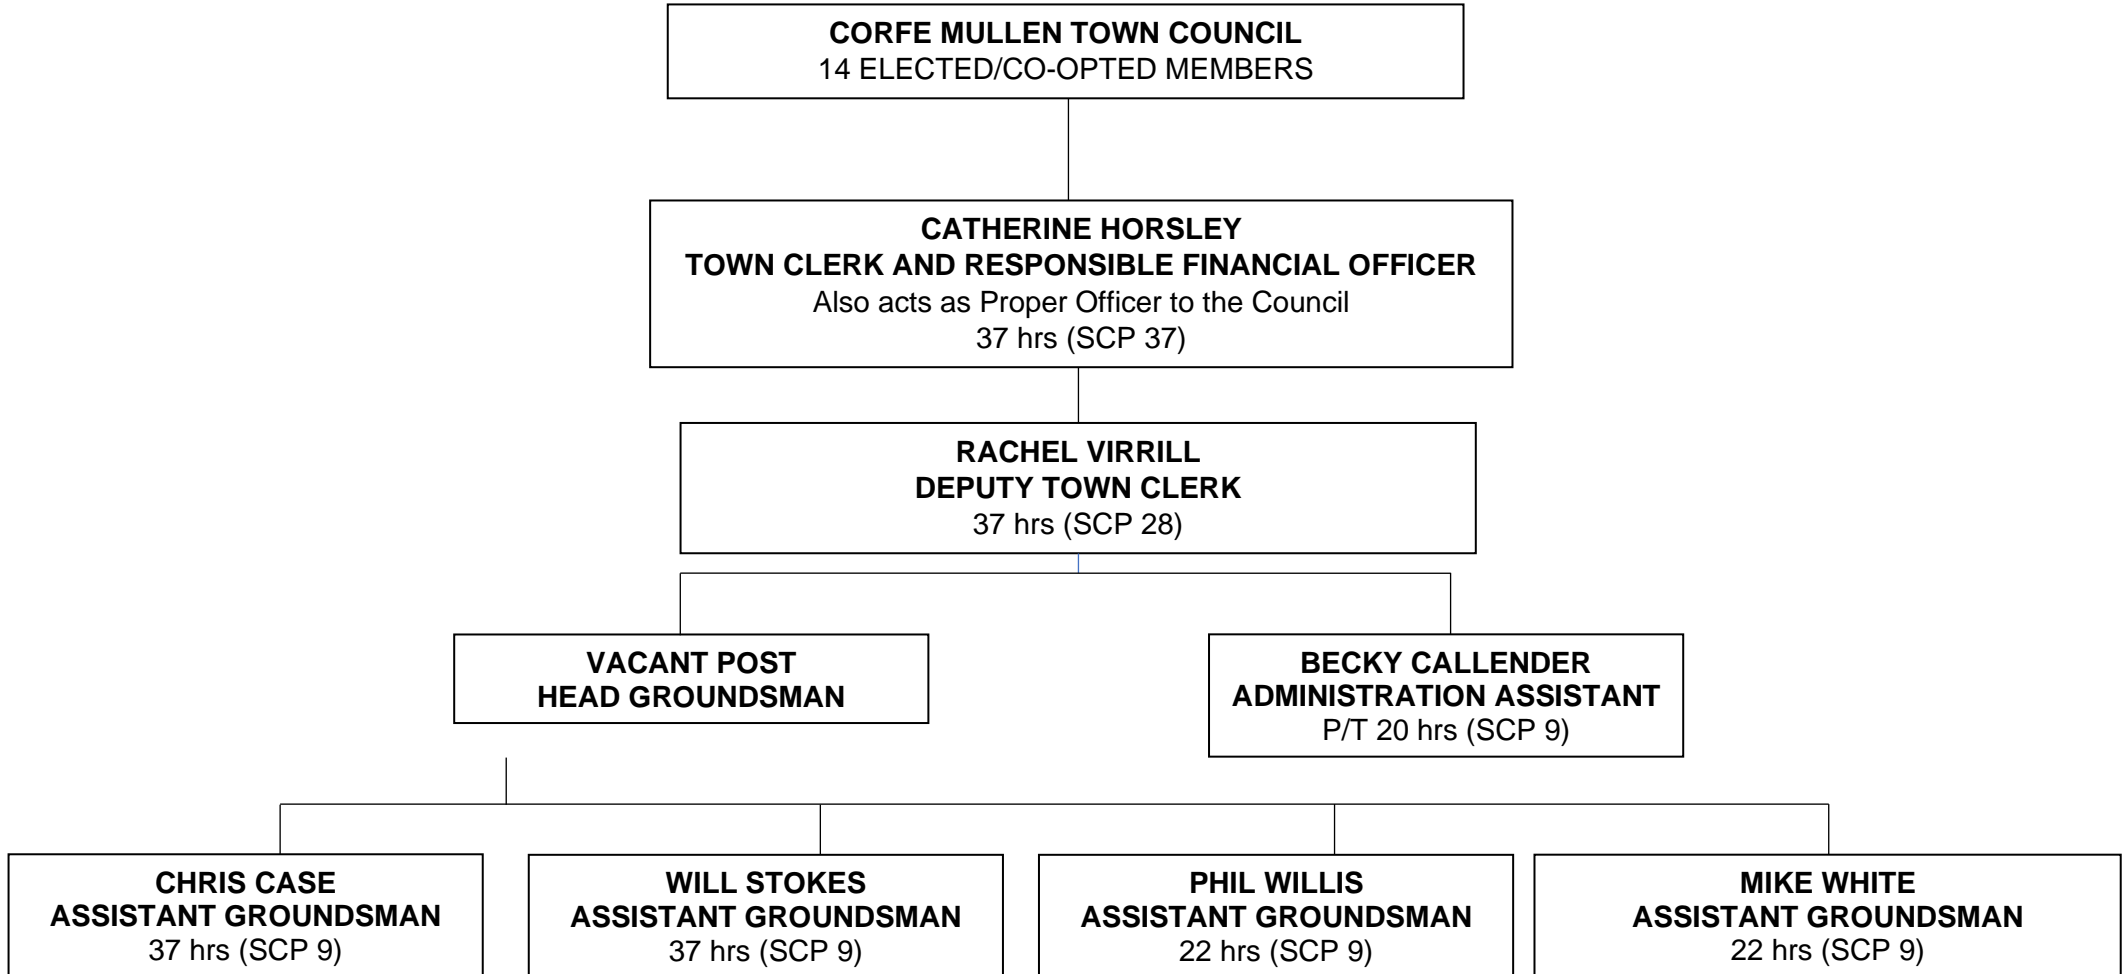 CORFE MULLEN TOWN COUNCIL
14 ELECTED/CO-OPTED MEMBERS
CATHERINE HORSLEY
TOWN CLERK AND RESPONSIBLE FINANCIAL OFFICER
Also acts as Proper Officer to the Council
37 hrs (SCP 37)
RACHEL VIRRILL
DEPUTY TOWN CLERK
37 hrs (SCP 28)
VACANT POST
HEAD GROUNDSMAN
BECKY CALLENDER
ADMINISTRATION ASSISTANT
P/T 20 hrs (SCP 9)
CHRIS CASE
ASSISTANT GROUNDSMAN
37 hrs (SCP 9)
WILL STOKES
ASSISTANT GROUNDSMAN
37 hrs (SCP 9)
PHIL WILLIS
ASSISTANT GROUNDSMAN
22 hrs (SCP 9)
MIKE WHITE
ASSISTANT GROUNDSMAN
22 hrs (SCP 9)